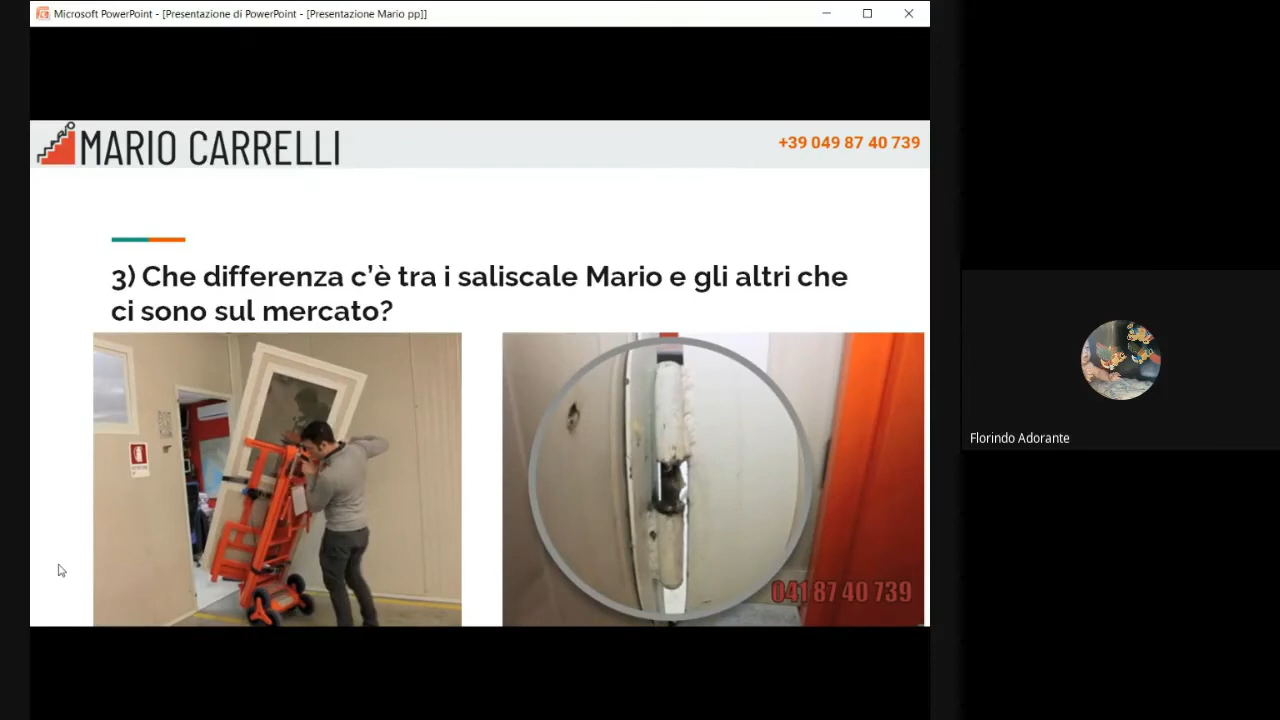 Microsoft PowerPoint - [Presentazione di PowerPoint - [Presentazione Mario pp]]
MARIO CARRELLI
+39 049 87 40 739
3) Che differenza c'è tra i saliscale Mario e gli altri che
ci sono sul mercato?
041 87 40 739
Florindo Adorante